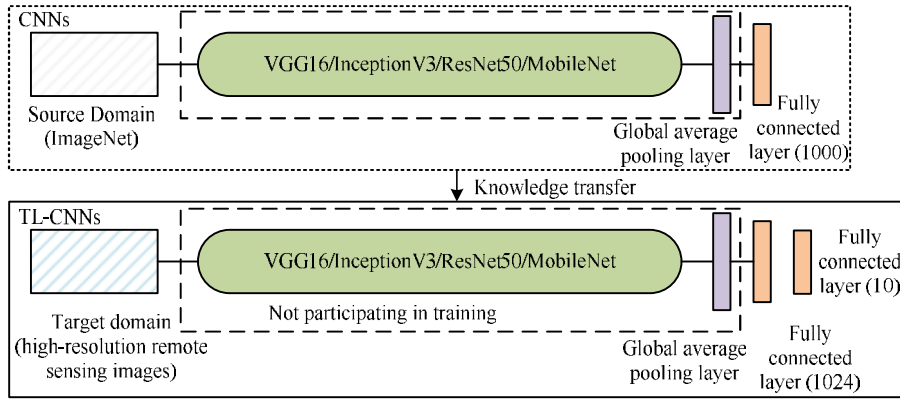 CNNs
VGG16/InceptionV3/ResNet50/MobileNet
Source Domain
(ImageNet)
Global average
pooling layer
Fully
connected
layer (1000)
Knowledge transfer
TL-CNNs
VGG16/InceptionV3/ResNet50/MobileNet
Not participating in training
Target domain
(high-resolution remote
sensing images)
Global average
pooling layer
Fully
connected
layer (10)
Fully
connected
layer (1024)